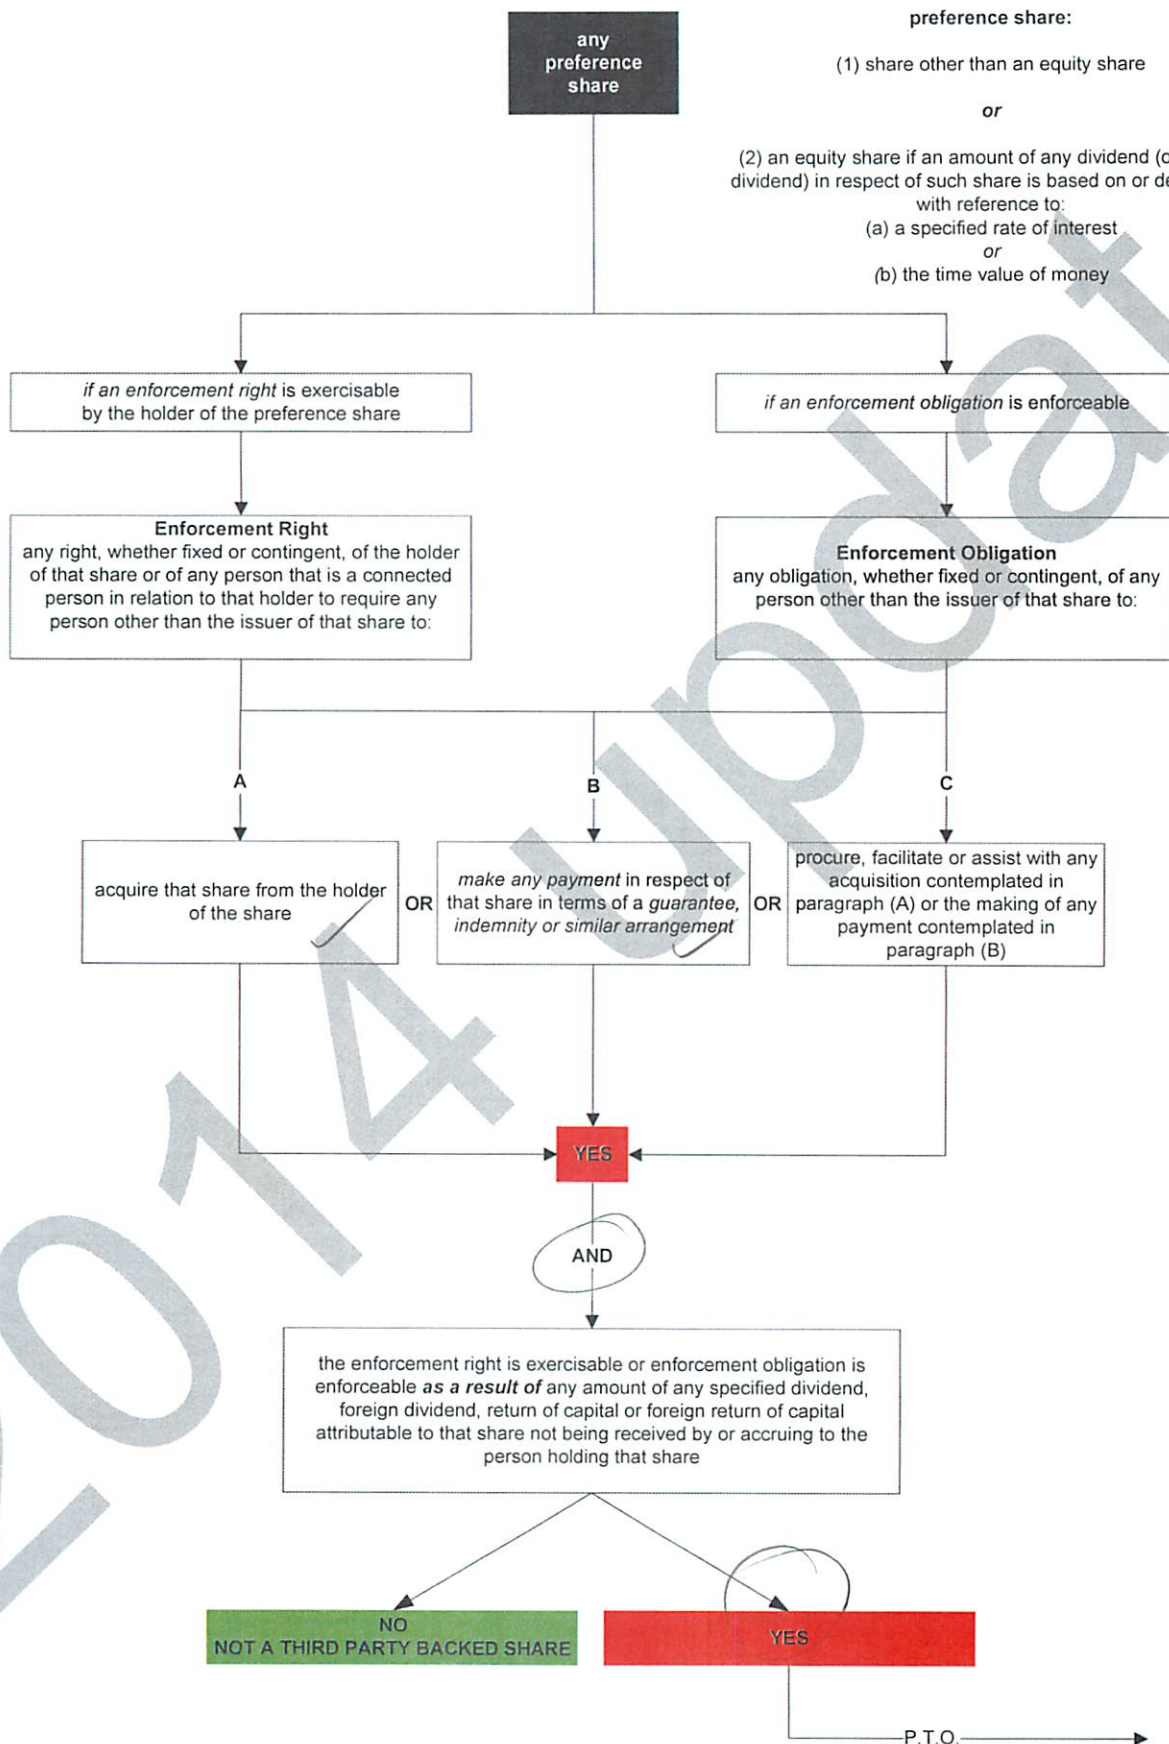 any
preference
share
preference share:
(1) share other than an equity share
or
(2) an equity share if an amount of any dividend (o
dividend) in respect of such share is based on or de
with reference to:
(a) a specified rate of interest
or
(b) the time value of money
if an enforcement right is exercisable
by the holder of the preference share
if an enforcement obligation is enforceable
Enforcement Right
any right, whether fixed or contingent, of the holder
of that share or of any person that is a connected
person in relation to that holder to require any
person other than the issuer of that share to:
Enforcement Obligation
any obligation, whether fixed or contingent, of any
person other than the issuer of that share to:
A
B
C
acquire that share from the holder
of the share
OR
make any payment in respect of
that share in terms of a guarantee,
indemnity or similar arrangement
OR
procure, facilitate or assist with any
acquisition contemplated in
paragraph (A) or the making of any
payment contemplated in
paragraph (B)
YES
AND
the enforcement right is exercisable or enforcement obligation is
enforceable as a result of any amount of any specified dividend,
foreign dividend, return of capital or foreign return of capital
attributable to that share not being received by or accruing to the
person holding that share
NO
NOT A THIRD PARTY BACKED SHARE
YES
P.T.O.
2014 updat